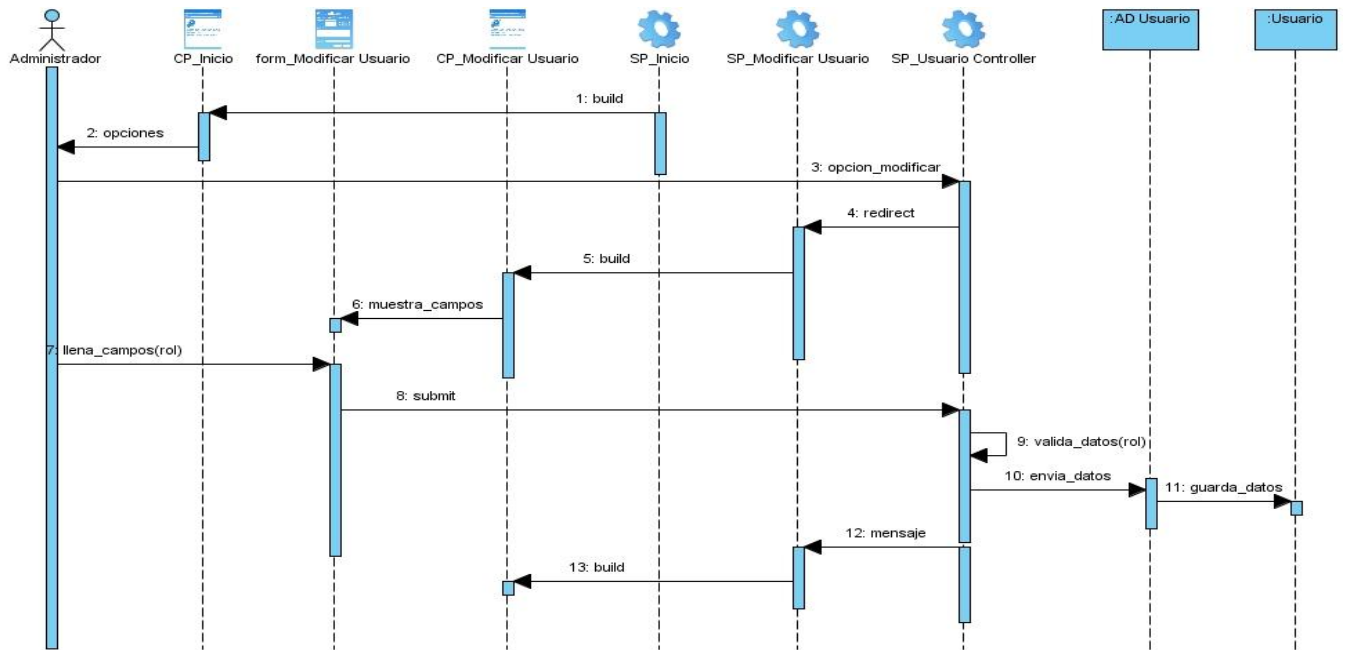 :AD Usuario
:Usuario
Administrador
CP_Inicio
form_Modificar Usuario
CP_Modificar Usuario
SP_Inicio
SP_Modificar Usuario
SP_Usuario Controller
1: build
2: opciones
3: opcion_modificar
4: redirect
5: build
6: muestra_campos
7: llena_campos(rol)
8: submit
9: valida_datos(rol)
10: envia_datos
11: guarda_datos
12: mensaje
13: build